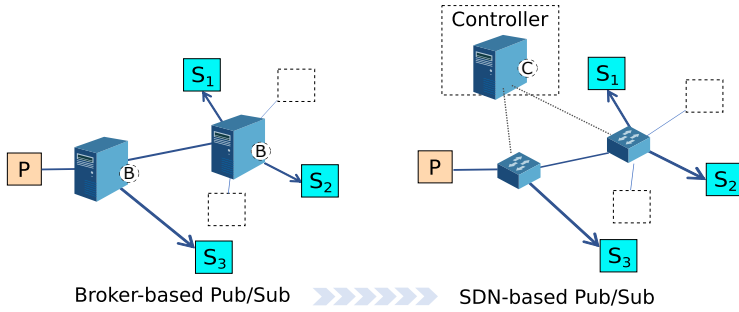 Controller
C
S1
S1
P
B
B
P
S2
S2
S3
S3
Broker-based Pub/Sub
SDN-based Pub/Sub